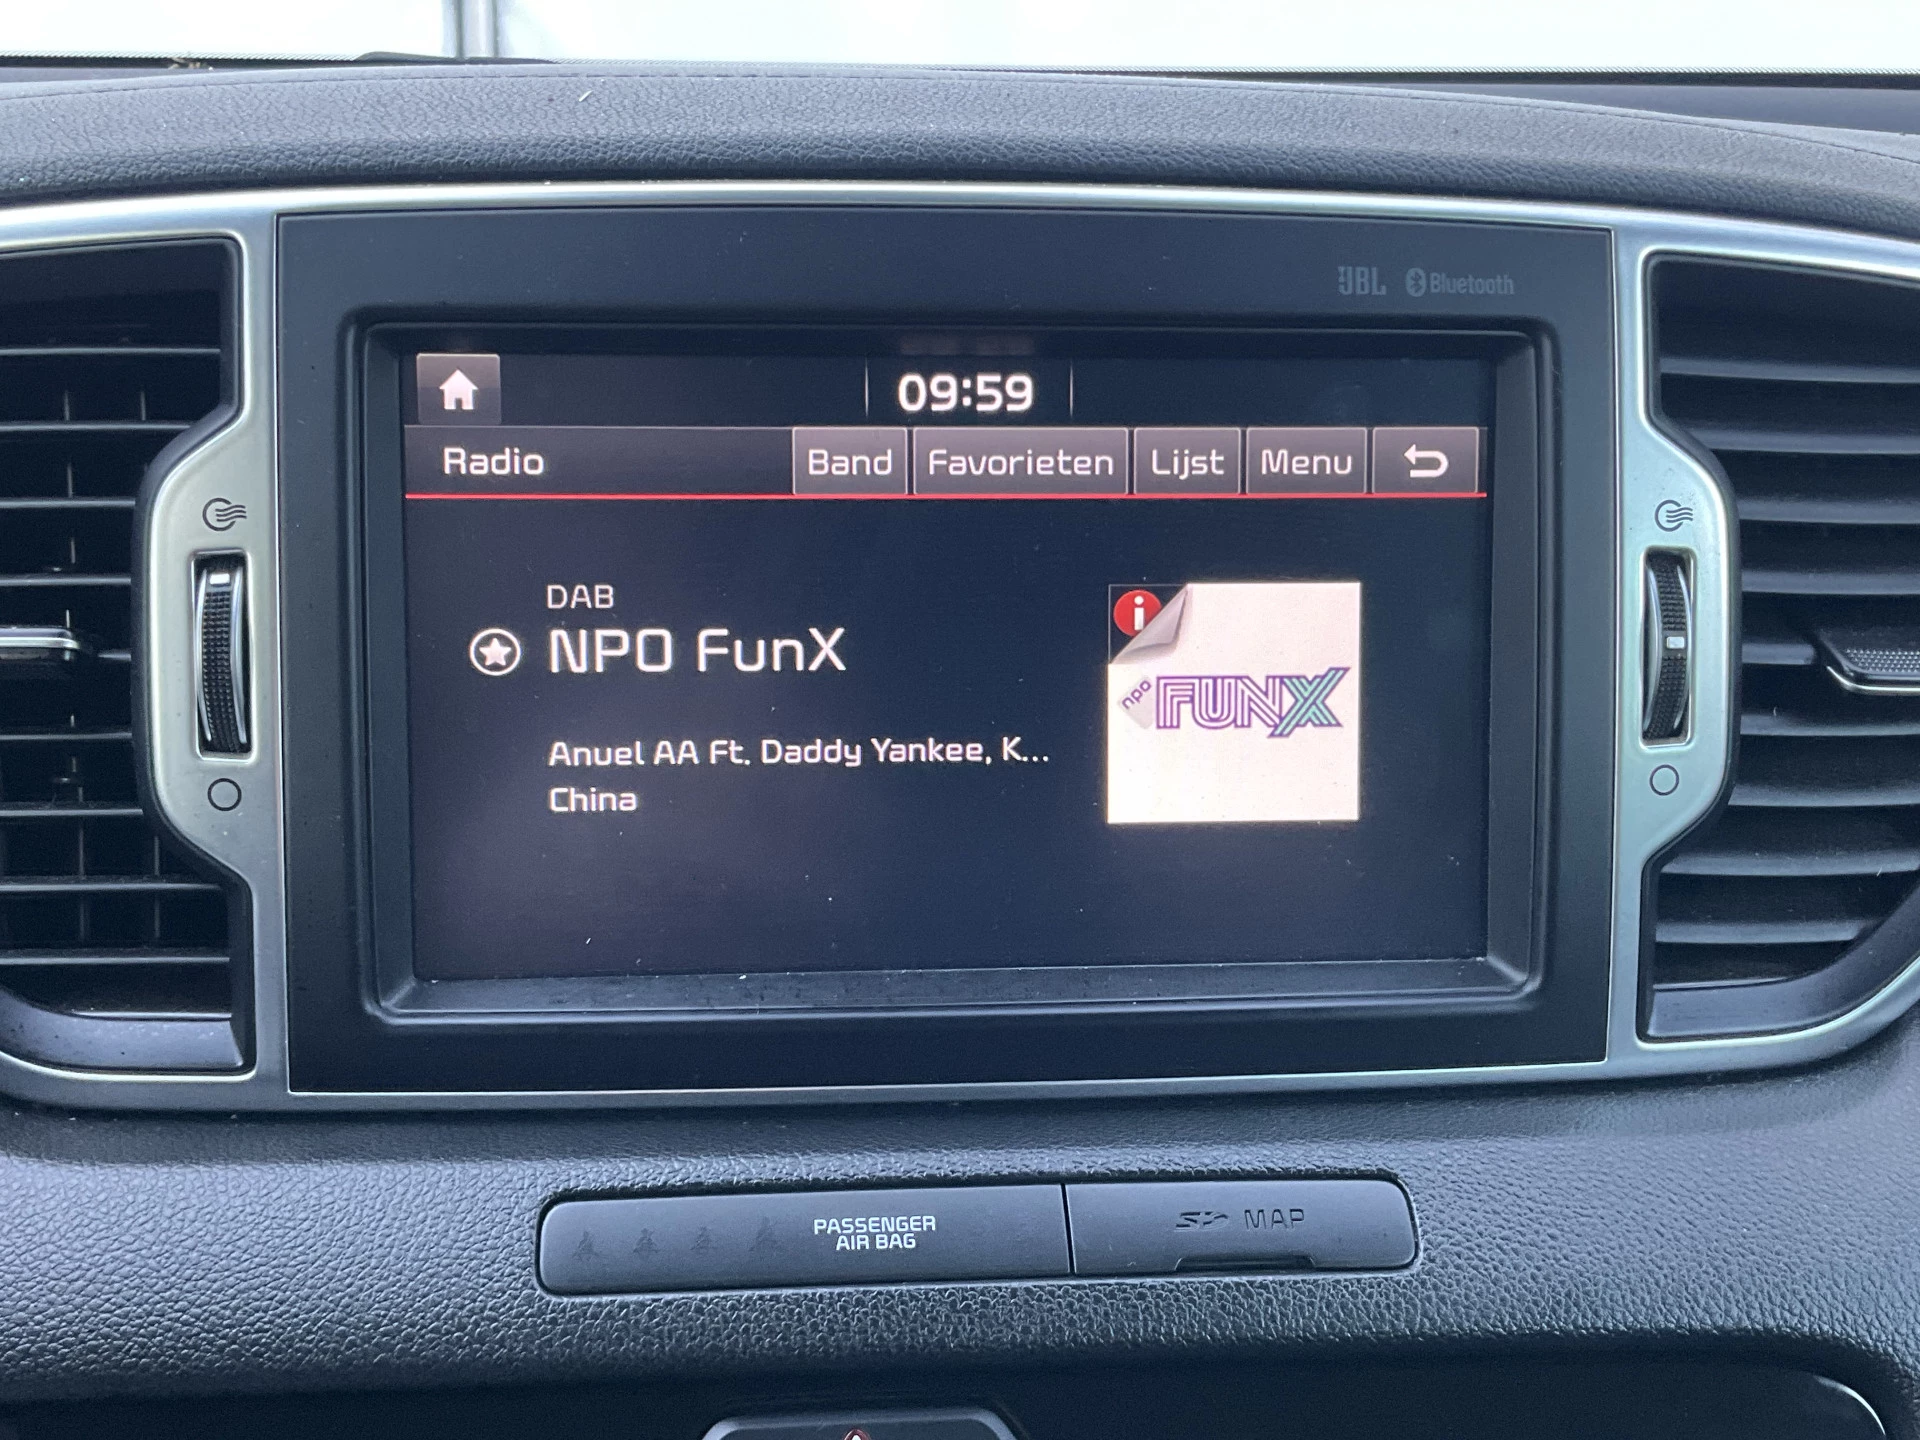 JBL Bluetooth
09:59
Radio Band Favorieten Lijst Menu
DAB
NPO FunX
i
npo FUNX
Anuel AA Ft. Daddy Yankee, K...
China
PASSENGER
AIR BAG
SD MAP